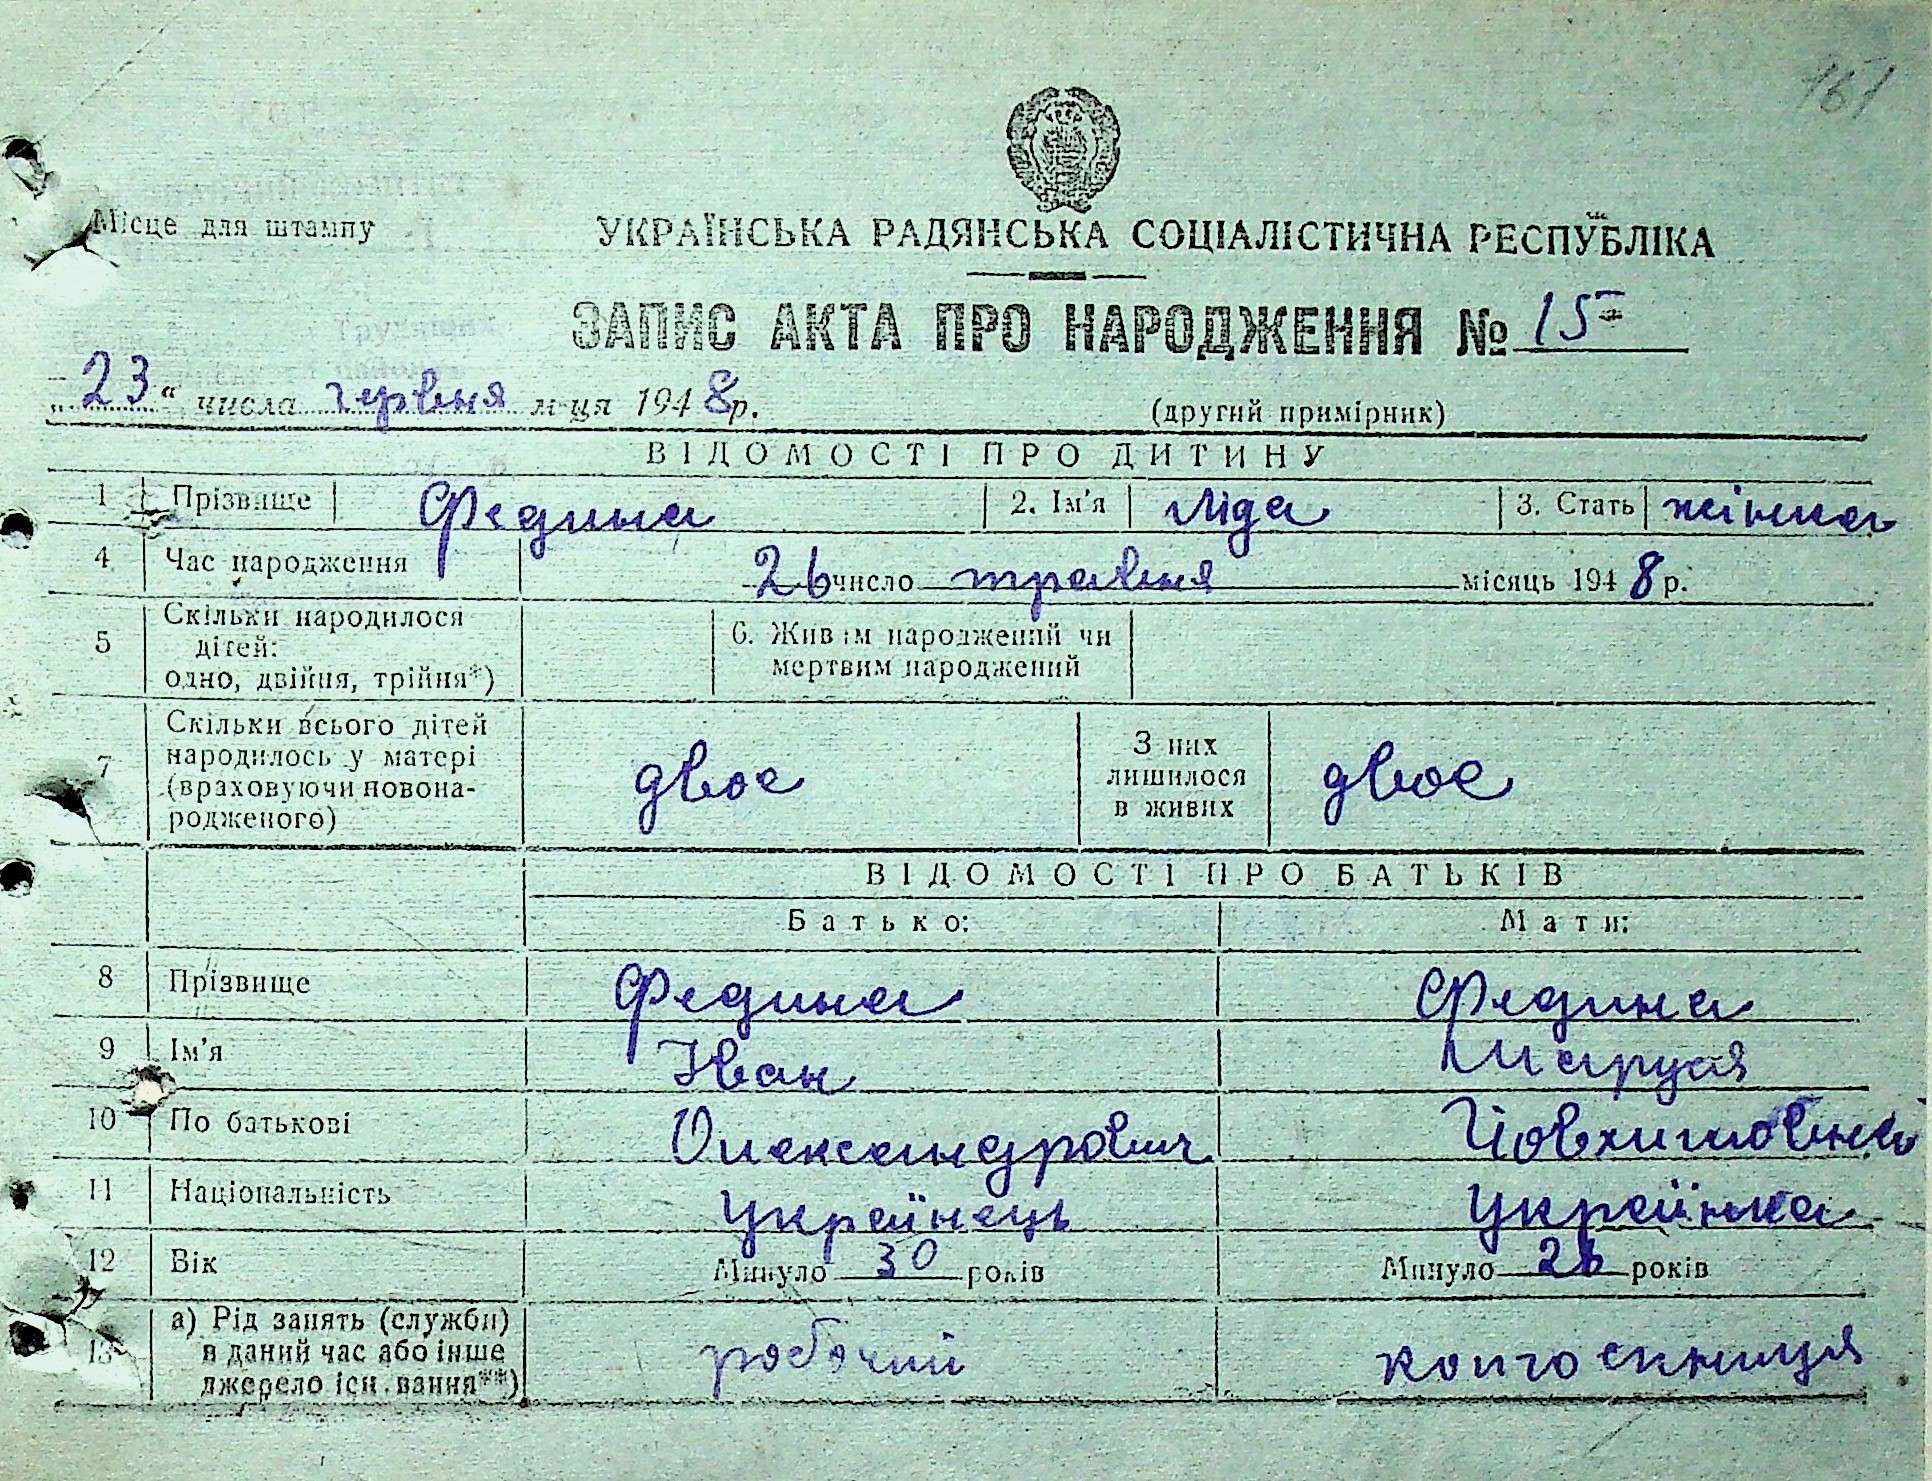 161
Місце для штампу
УКРАЇНСЬКА РАДЯНСЬКА СОЦІАЛІСТИЧНА РЕСПУБЛІКА
ЗАПИС АКТА ПРО НАРОДЖЕННЯ № 15
„23“ числа червня м-ця 1948 р.
(другий примірник)
ВІДОМОСТІ ПРО ДИТИНУ
1 Прізвище Федина 2. Ім'я Ліда 3. Стать жінка
4 Час народження 26 число травня місяць 1948 р.
5 Скільки народилося дітей: одно, двійня, трійня*) 6. Живим народжений чи мертвим народжений
7 Скільки всього дітей народилось у матері (враховуючи новонародженого) двоє З них лишилося в живих двоє
ВІДОМОСТІ ПРО БАТЬКІВ
Батько: Мати:
8 Прізвище Федина Федина
9 Ім'я Іван Маруся
10 По батькові Олександрович
11 Національність Українець Українка
12 Вік Минуло 30 років Минуло 26 років
13 а) Рід занять (служби) в даний час або інше джерело існ.вання**) робочий колгоспниця